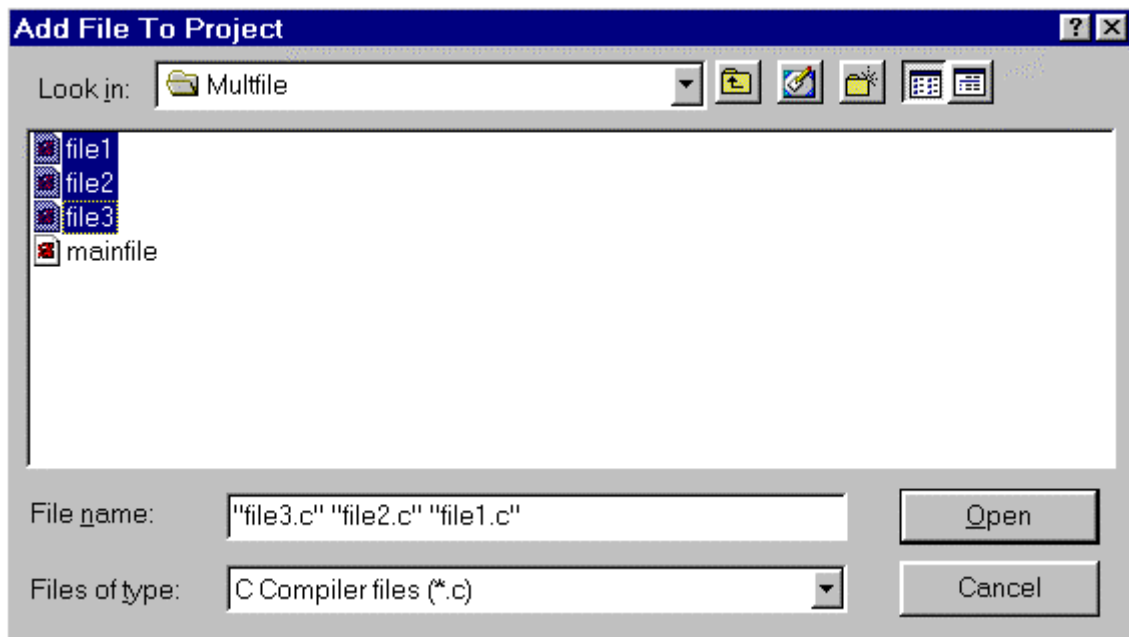 Add File To Project
Look in: Multfile
file1
file2
file3
mainfile
File name: "file3.c" "file2.c" "file1.c" Open
Files of type: C Compiler files (*.c) Cancel